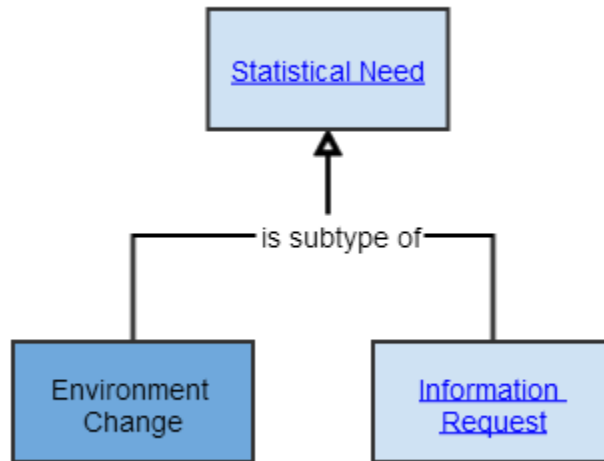 Statistical Need
is subtype of
Environment
Change
Information
Request